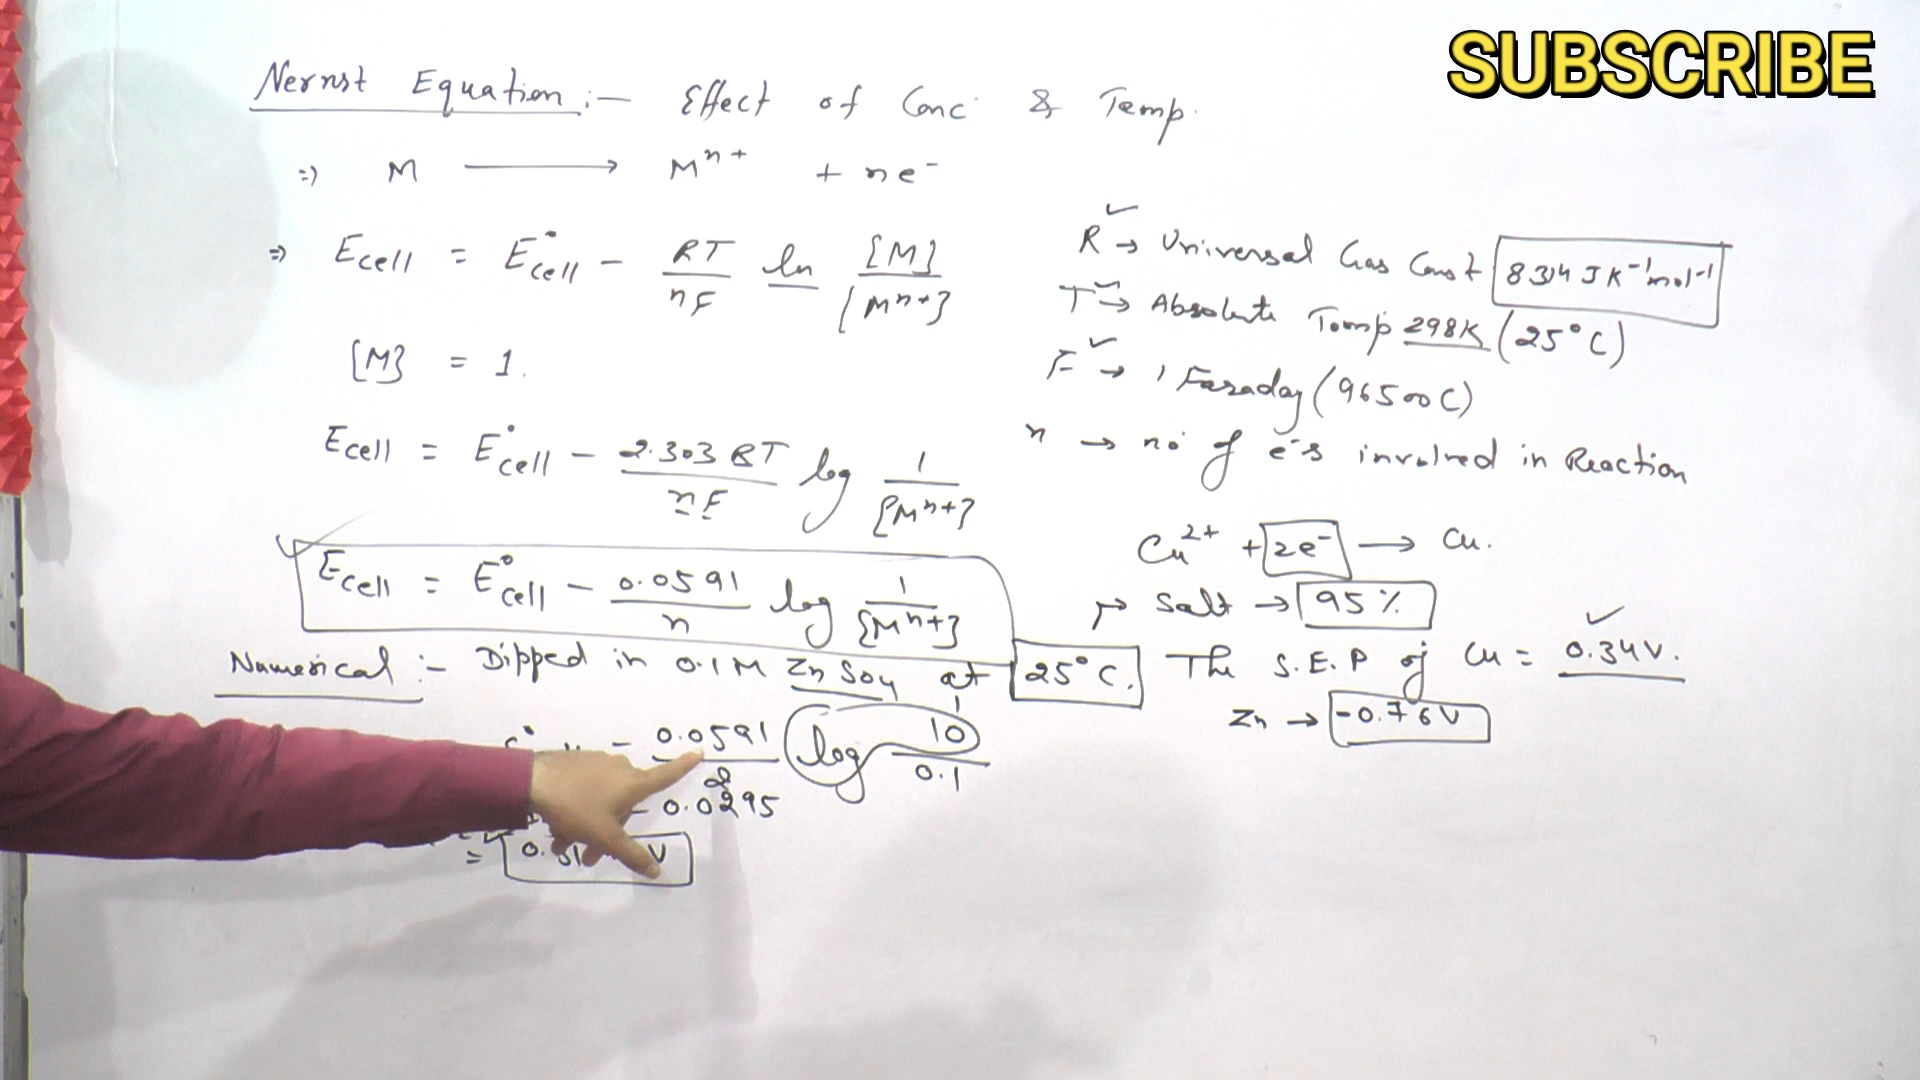 SUBSCRIBE
Nernst Equation :- Effect of Conc. & Temp.
=> M ⟶ Mⁿ⁺ + ne⁻
=> Ecell = E°cell - RT/nF ln [M]/[Mⁿ⁺]
[M] = 1.
Ecell = E°cell - 2.303 RT/nF log 1/[Mⁿ⁺]
Ecell = E°cell - 0.0591/n log 1/[Mⁿ⁺]
Numerical :- Dipped in 0.1M ZnSO4 at 25°C.
- 0.0591/2 log 10/0.1
1
- 0.0295
= V
R → Universal Gas Const 8.314 J K⁻¹ mol⁻¹
T → Absolute Temp 298K (25°C)
F → 1 Faraday (96500C)
n → no. of e⁻s involved in Reaction
Cu²⁺ + 2e⁻ ⟶ Cu.
Salt → 95%
The S.E.P of Cu = 0.34V.
Zn → -0.76V